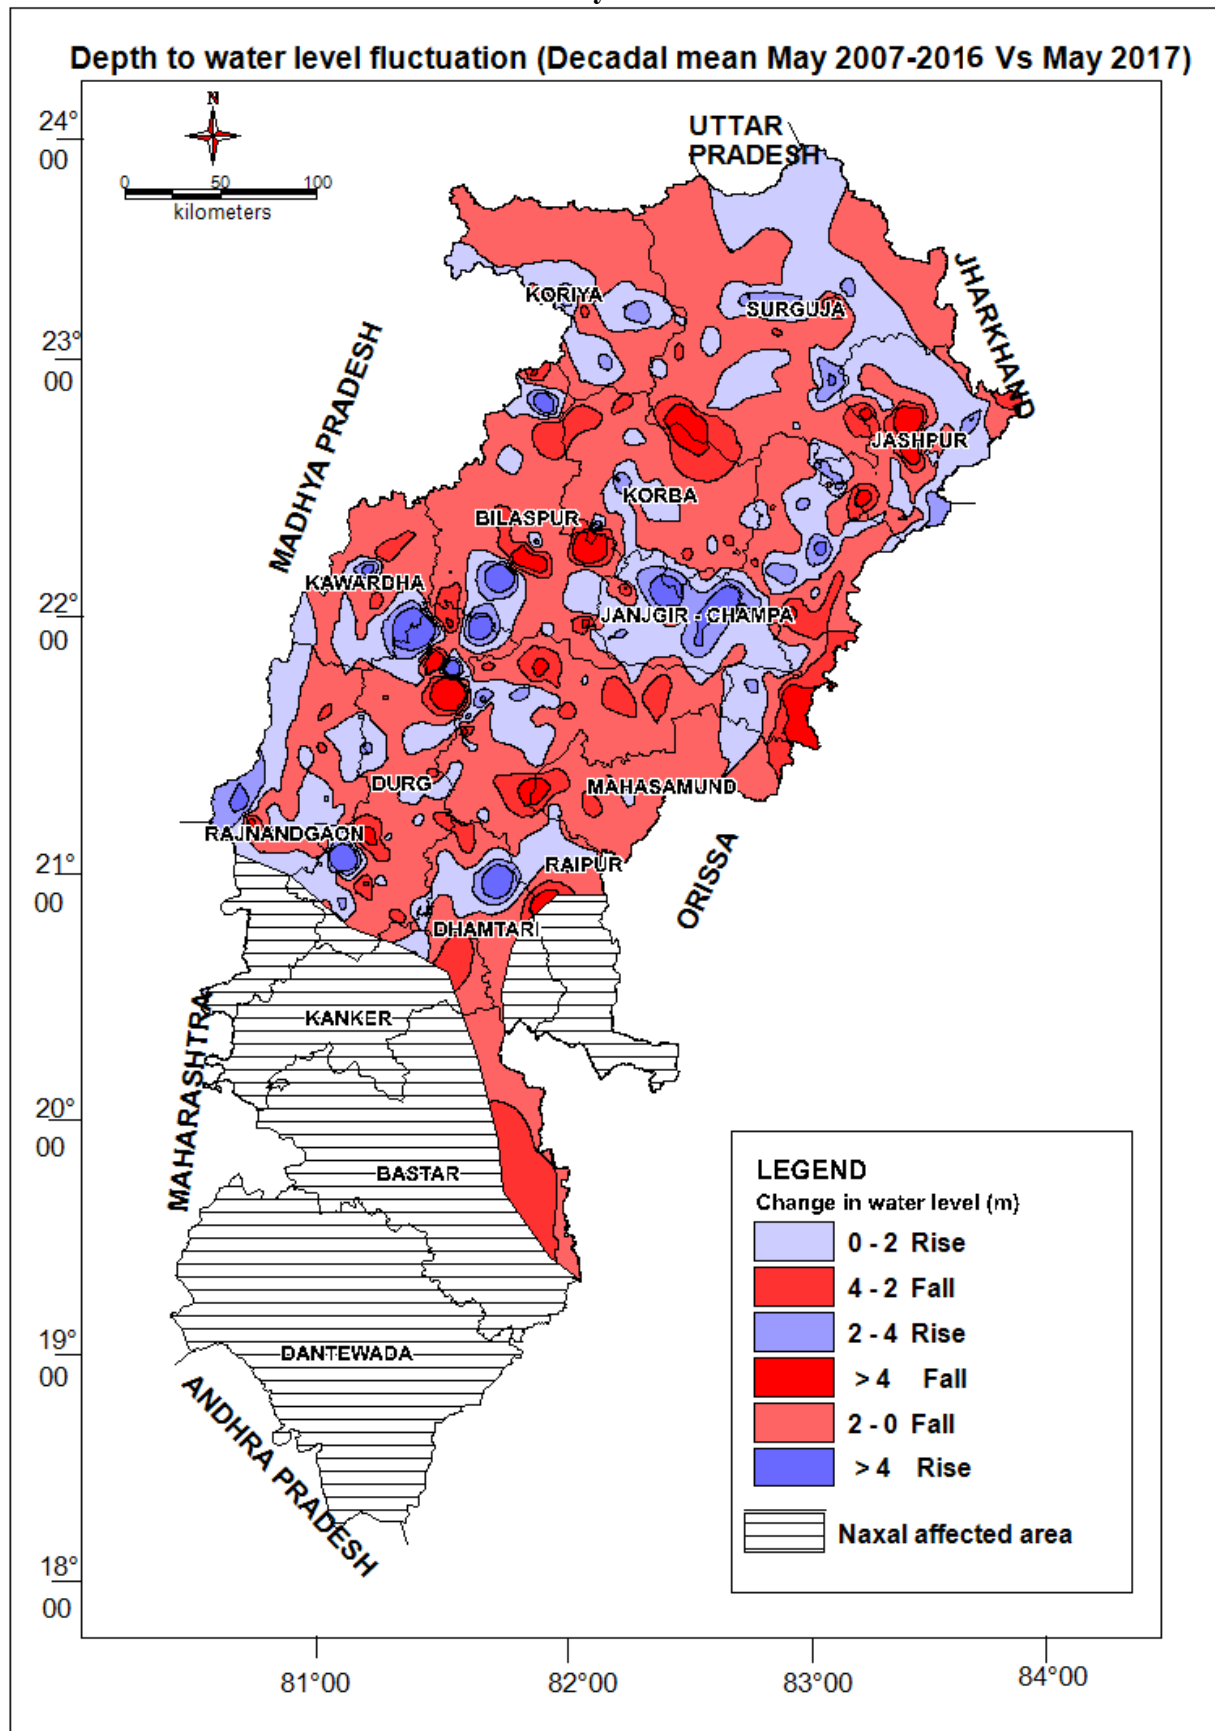 Depth to water level fluctuation (Decadal mean May 2007-2016 Vs May 2017)
N
0 50 100
kilometers
24°
00
23°
00
22°
00
21°
00
20°
00
19°
00
18°
00
UTTAR
PRADESH
JHARKHAND
MADHYA PRADESH
ORISSA
MAHARASHTRA
ANDHRA PRADESH
KORIYA
SURGUJA
JASHPUR
KORBA
BILASPUR
KAWARDHA
JANJGIR - CHAMPA
DURG
MAHASAMUND
RAJNANDGAON
RAIPUR
DHAMTARI
KANKER
BASTAR
DANTEWADA
LEGEND
Change in water level (m)
0 - 2 Rise
4 - 2 Fall
2 - 4 Rise
> 4 Fall
2 - 0 Fall
> 4 Rise
Naxal affected area
81°00
82°00
83°00
84°00